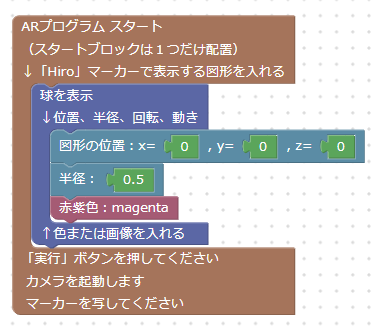 ARプログラム スタート
（スタートブロックは１つだけ配置）
↓「Hiro」マーカーで表示する図形を入れる
球を表示
↓位置、半径、回転、動き
図形の位置：x= 0 , y= 0 , z= 0
半径： 0.5
赤紫色：magenta
↑色または画像を入れる
「実行」ボタンを押してください
カメラを起動します
マーカーを写してください